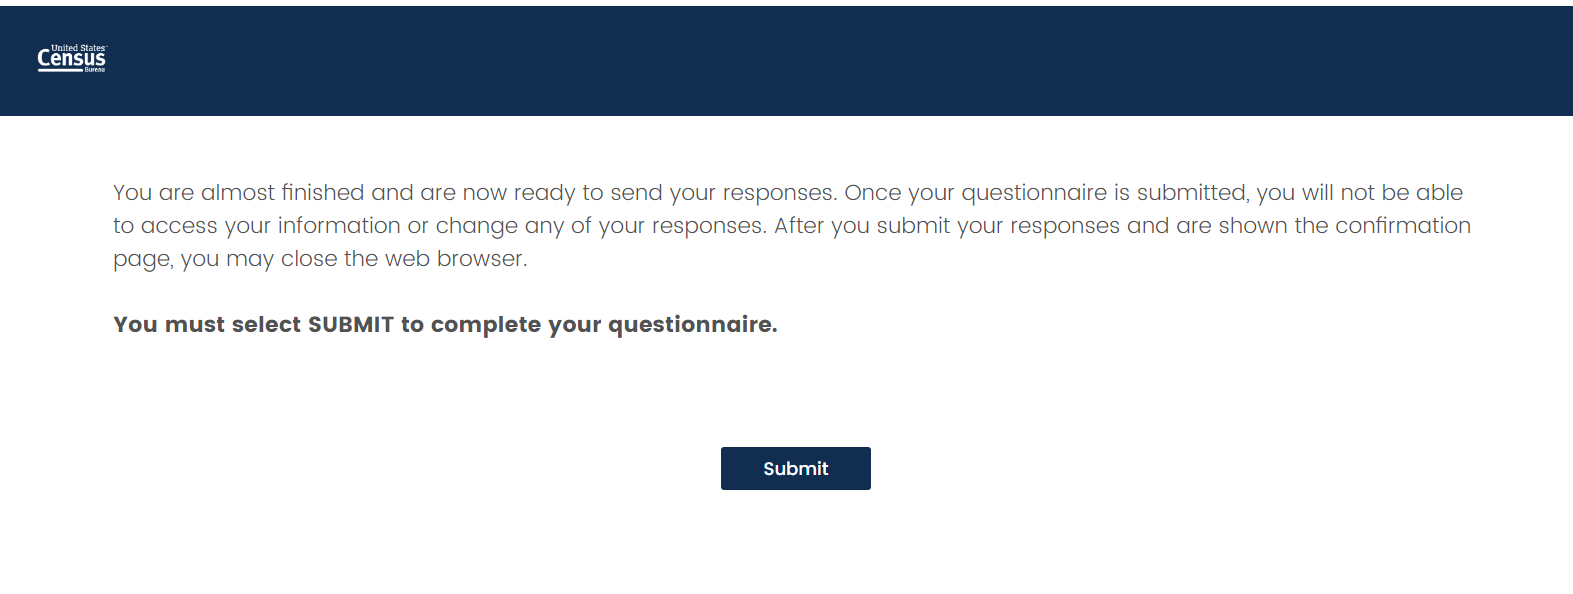 United States
Census
Bureau
You are almost finished and are now ready to send your responses. Once your questionnaire is submitted, you will not be able
to access your information or change any of your responses. After you submit your responses and are shown the confirmation
page, you may close the web browser.
You must select SUBMIT to complete your questionnaire.
Submit